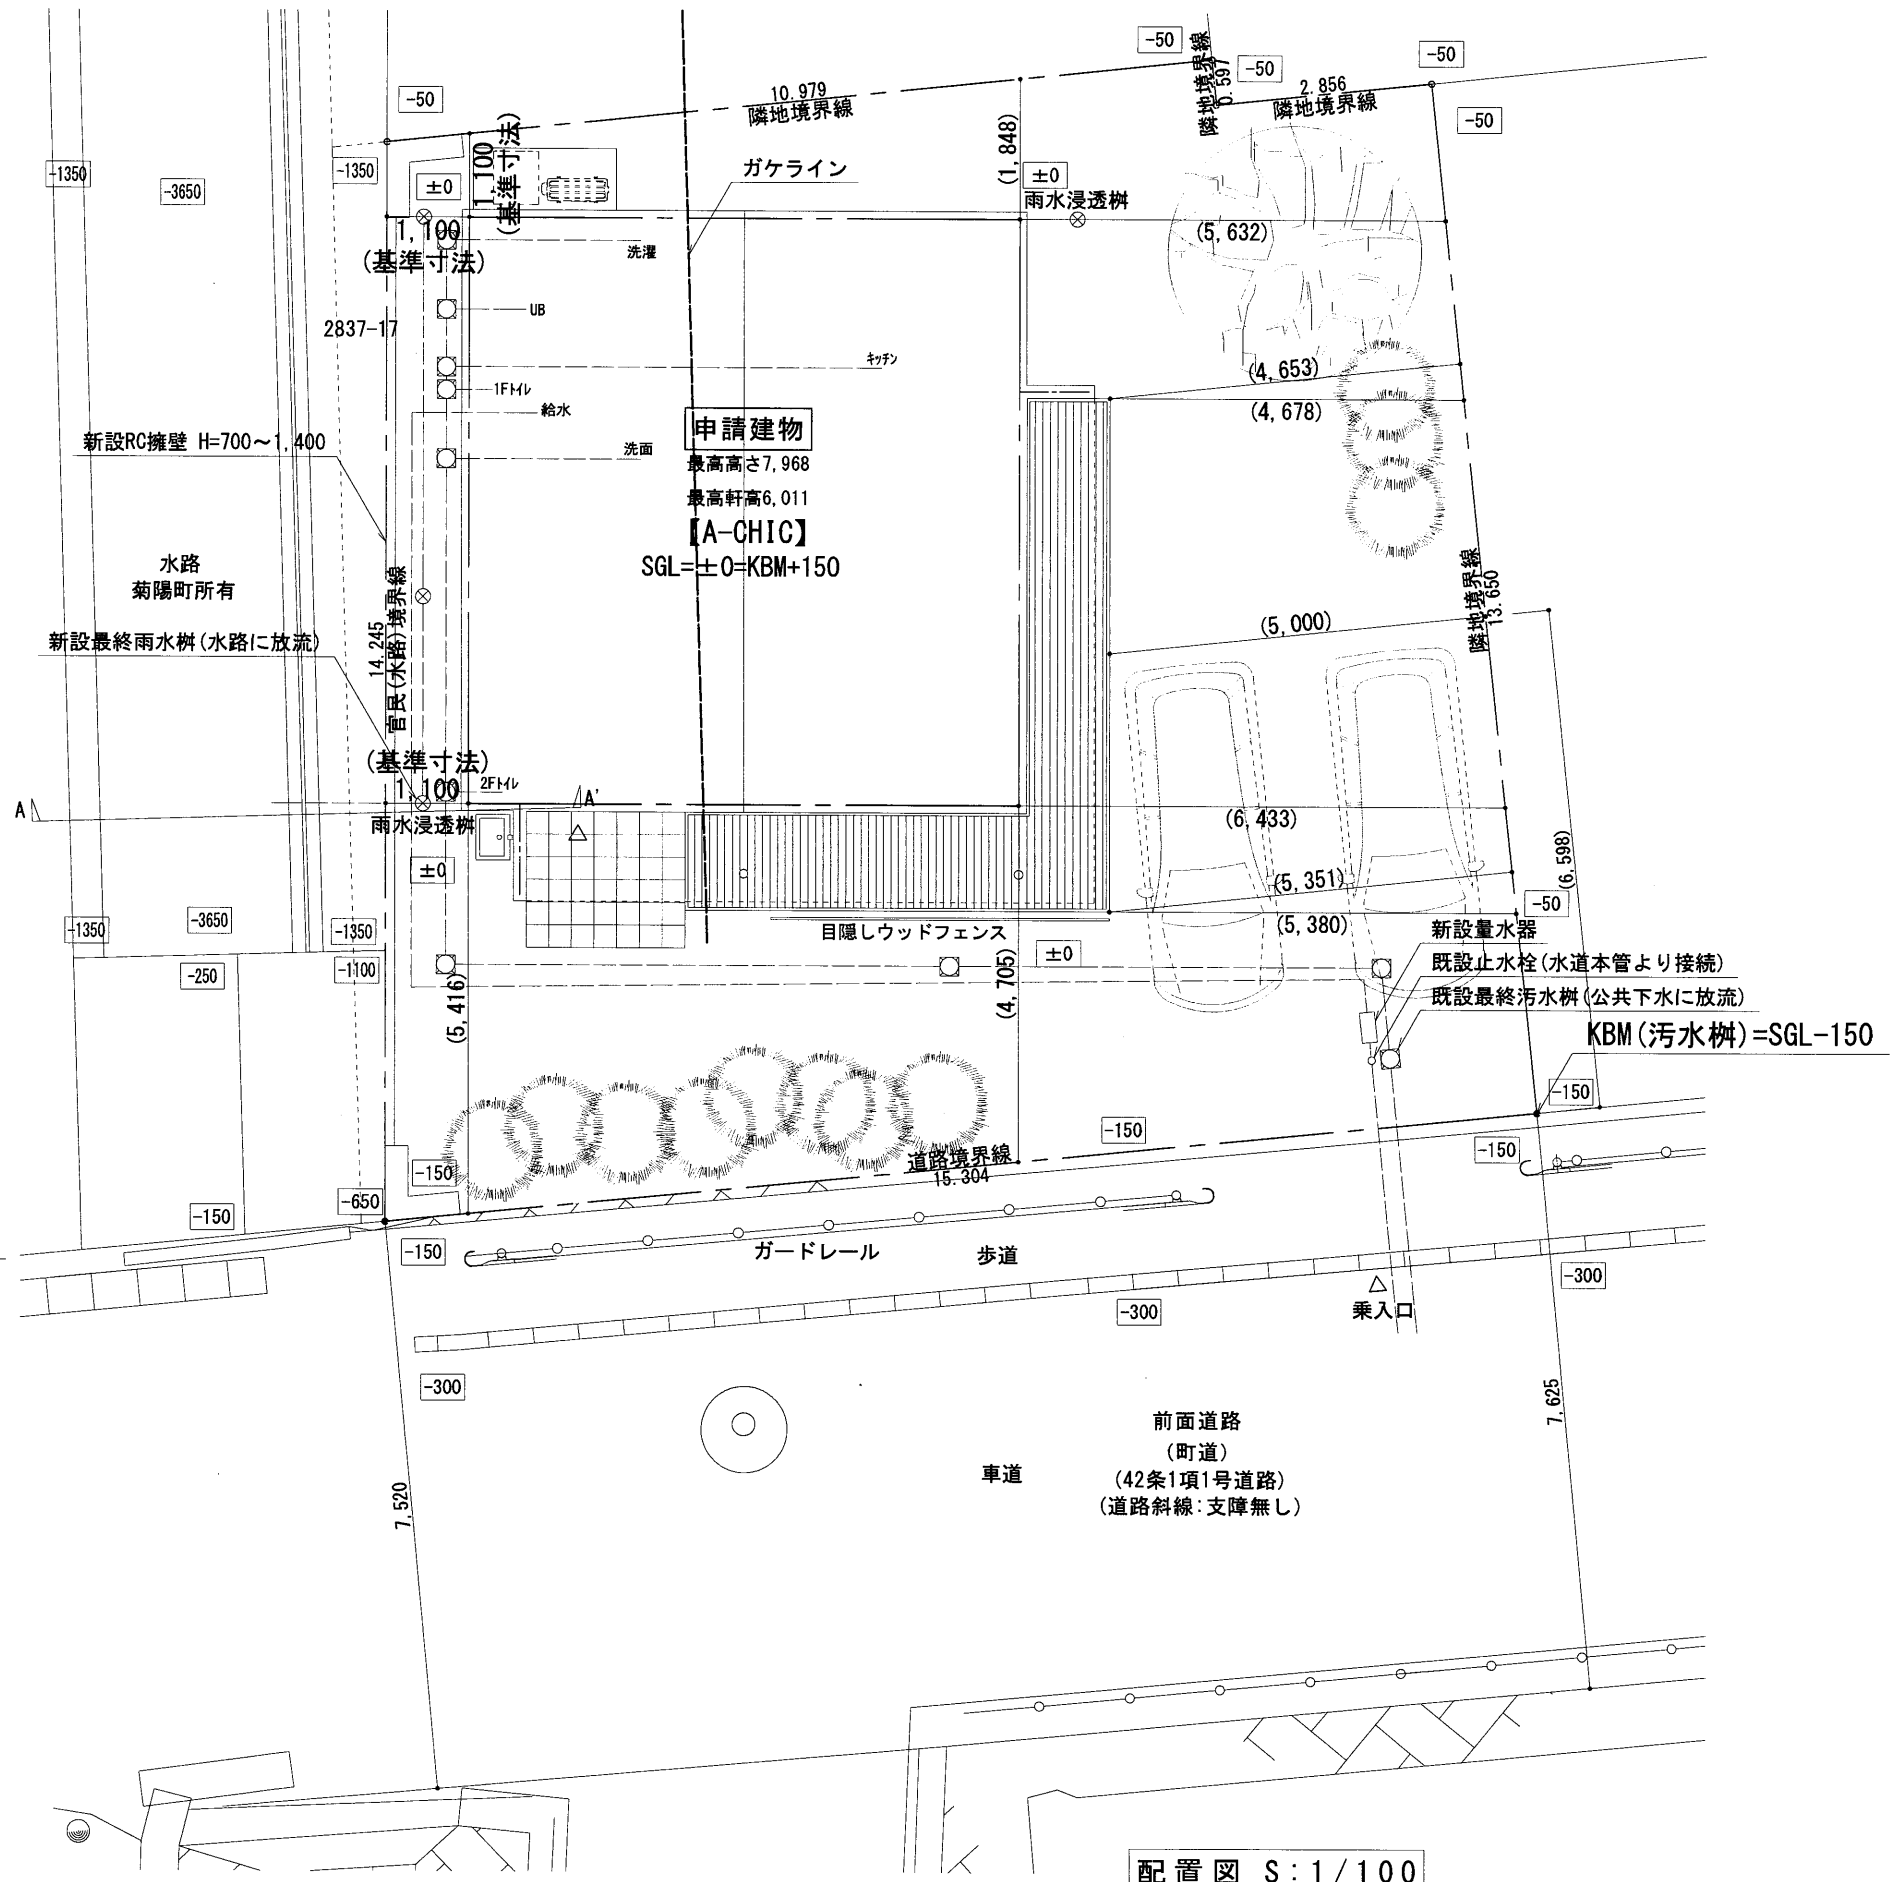 -50
隣地境界線
0.597
-50
-50
10.979
隣地境界線
2.856
隣地境界線
-50
-50
-1350
-3650
-1350
±0
1,100
(基準寸法)
ガケライン
(1,848)
±0
雨水浸透桝
1,100
(基準寸法)
(5,632)
洗濯
UB
2837-17
キッチン
1Fトイレ
給水
(4,653)
(4,678)
新設RC擁壁 H=700～1,400
洗面
申請建物
最高高さ7,968
最高軒高6,011
【A-CHIC】
SGL=±0=KBM+150
水路
菊陽町所有
隣地境界線
13.650
(5,000)
新設最終雨水桝(水路に放流)
14.245
官民(水路)境界線
(基準寸法)
1,100
2Fトイレ
A
A'
雨水浸透桝
(6,433)
±0
(5,351)
(6,598)
-50
-1350
-3650
-1350
(5,380)
目隠しウッドフェンス
±0
新設量水器
既設止水栓(水道本管より接続)
既設最終汚水桝(公共下水に放流)
-250
-1100
(5,416)
(4,705)
KBM(汚水桝)=SGL-150
-150
-150
-150
道路境界線
15.304
-150
-650
-150
-150
ガードレール
歩道
-300
-300
乗入口
-300
7,625
前面道路
(町道)
(42条1項1号道路)
(道路斜線:支障無し)
車道
7,520
配置図 S:1/100